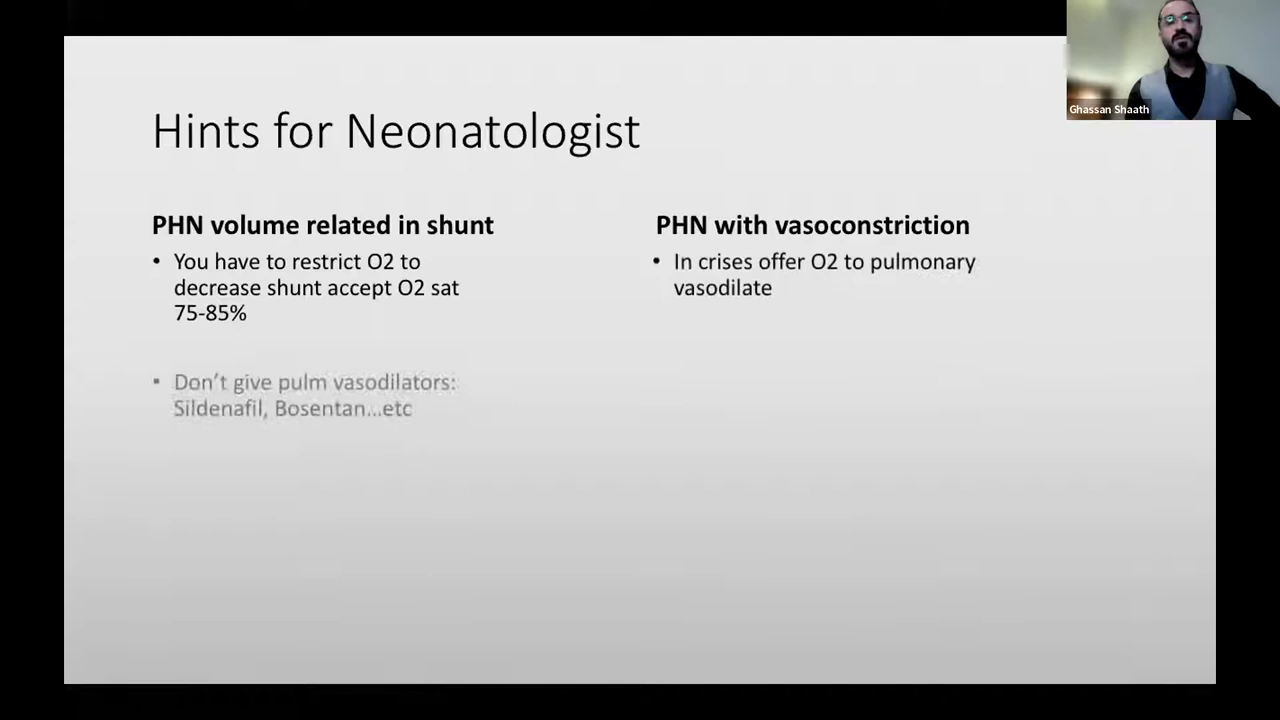 Ghassan Shaath
Hints for Neonatologist
PHN volume related in shunt
• You have to restrict O2 to
decrease shunt accept O2 sat
75-85%
• Don’t give pulm vasodilators:
Sildenafil, Bosentan...etc
PHN with vasoconstriction
• In crises offer O2 to pulmonary
vasodilate